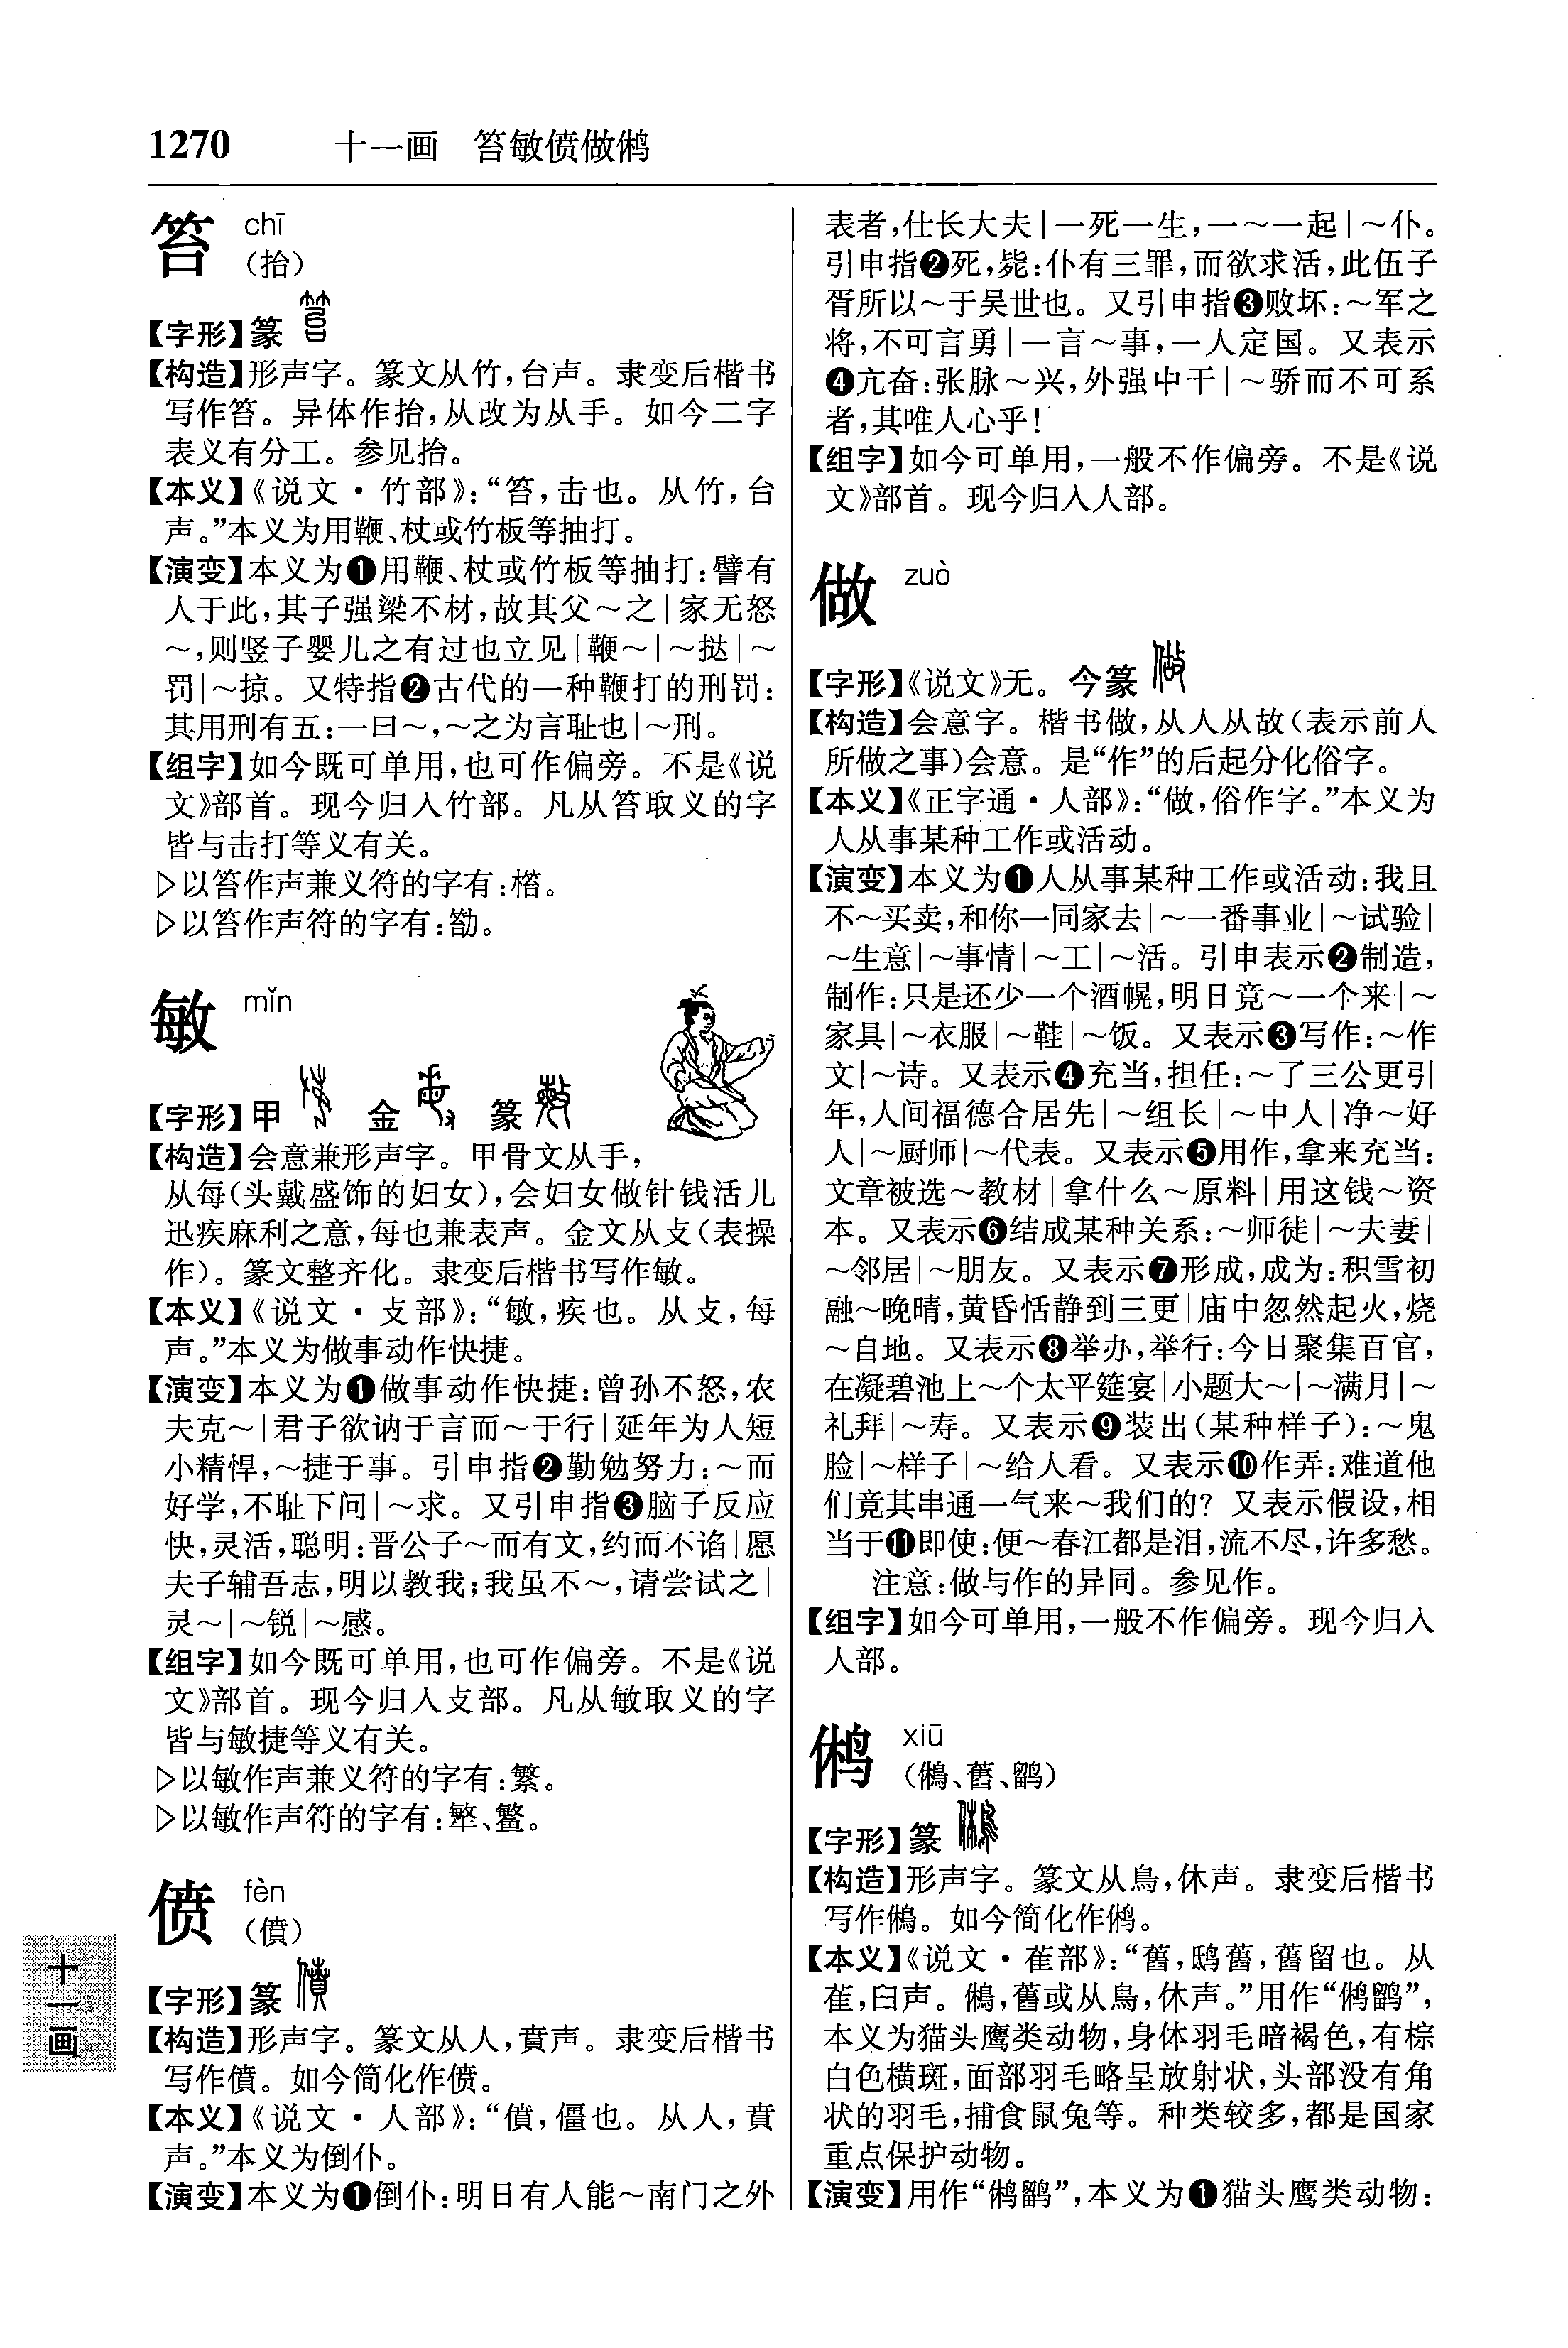 1270 十一画 笞敏偾做鸺
笞 chī
(抬)
【字形】篆
【构造】形声字。篆文从竹,台声。隶变后楷书
写作笞。异体作抬,从改为从手。如今二字
表义有分工。参见抬。
【本义】《说文·竹部》:“笞,击也。从竹,台
声。”本义为用鞭、杖或竹板等抽打。
【演变】本义为❶用鞭、杖或竹板等抽打:譬有
人于此,其子强梁不材,故其父～之|家无怒
～,则竖子婴儿之有过也立见|鞭～|～挞|～
罚|～掠。又特指❷古代的一种鞭打的刑罚:
其用刑有五:一曰～,～之为言耻也|～刑。
【组字】如今既可单用,也可作偏旁。不是《说
文》部首。现今归入竹部。凡从笞取义的字
皆与击打等义有关。
▷以笞作声兼义符的字有:㯚。
▷以笞作声符的字有:。
敏 mǐn
【字形】甲 金 篆
【构造】会意兼形声字。甲骨文从手,
从每(头戴盛饰的妇女),会妇女做针钱活儿
迅疾麻利之意,每也兼表声。金文从攴(表操
作)。篆文整齐化。隶变后楷书写作敏。
【本义】《说文·攴部》:“敏,疾也。从攴,每
声。”本义为做事动作快捷。
【演变】本义为❶做事动作快捷:曾孙不怒,农
夫克～|君子欲讷于言而～于行|延年为人短
小精悍,～捷于事。引申指❷勤勉努力:～而
好学,不耻下问|～求。又引申指❸脑子反应
快,灵活,聪明:晋公子～而有文,约而不谄|愿
夫子辅吾志,明以教我;我虽不～,请尝试之|
灵～|～锐|～感。
【组字】如今既可单用,也可作偏旁。不是《说
文》部首。现今归入攴部。凡从敏取义的字
皆与敏捷等义有关。
▷以敏作声兼义符的字有:繁。
▷以敏作声符的字有:。
偾 fèn
(僨)
【字形】篆
【构造】形声字。篆文从人,賁声。隶变后楷书
写作僨。如今简化作偾。
【本义】《说文·人部》:“僨,僵也。从人,賁
声。”本义为倒仆。
【演变】本义为❶倒仆:明日有人能～南门之外
表者,仕长大夫|一死一生,一～一起|～仆。
引申指❷死,毙:仆有三罪,而欲求活,此伍子
胥所以～于吴世也。又引申指❸败坏:～军之
将,不可言勇|一言～事,一人定国。又表示
❹亢奋:张脉～兴,外强中干|～骄而不可系
者,其唯人心乎!
【组字】如今可单用,一般不作偏旁。不是《说
文》部首。现今归入人部。
做 zuò
【字形】《说文》无。今篆
【构造】会意字。楷书做,从人从故(表示前人
所做之事)会意。是“作”的后起分化俗字。
【本义】《正字通·人部》:“做,俗作字。”本义为
人从事某种工作或活动。
【演变】本义为❶人从事某种工作或活动:我且
不～买卖,和你一同家去|～一番事业|～试验|
～生意|～事情|～工|～活。引申表示❷制造,
制作:只是还少一个酒幌,明日竟～一个来|～
家具|～衣服|～鞋|～饭。又表示❸写作:～作
文|～诗。又表示❹充当,担任:～了三公更引
年,人间福德合居先|～组长|～中人|净～好
人|～厨师|～代表。又表示❺用作,拿来充当:
文章被选～教材|拿什么～原料|用这钱～资
本。又表示❻结成某种关系:～师徒|～夫妻|
～邻居|～朋友。又表示❼形成,成为:积雪初
融～晚晴,黄昏恬静到三更|庙中忽然起火,烧
～自地。又表示❽举办,举行:今日聚集百官,
在凝碧池上～个太平筵宴|小题大～|～满月|～
礼拜|～寿。又表示❾装出(某种样子):～鬼
脸|～样子|～给人看。又表示❿作弄:难道他
们竟其串通一气来～我们的?又表示假设,相
当于⓫即使:便～春江都是泪,流不尽,许多愁。
注意:做与作的异同。参见作。
【组字】如今可单用,一般不作偏旁。现今归入
人部。
鸺 xiū
(鵂、舊、鹠)
【字形】篆
【构造】形声字。篆文从鳥,休声。隶变后楷书
写作鵂。如今简化作鸺。
【本义】《说文·萑部》:“舊,鸱舊,舊留也。从
萑,臼声。鵂,舊或从鳥,休声。”用作“鸺鹠”,
本义为猫头鹰类动物,身体羽毛暗褐色,有棕
白色横斑,面部羽毛略呈放射状,头部没有角
状的羽毛,捕食鼠兔等。种类较多,都是国家
重点保护动物。
【演变】用作“鸺鹠”,本义为❶猫头鹰类动物:
十一画